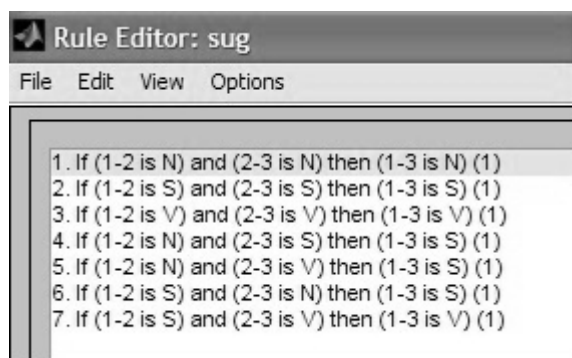 Rule Editor: sug
File Edit View Options
1. If (1-2 is N) and (2-3 is N) then (1-3 is N) (1)
2. If (1-2 is S) and (2-3 is S) then (1-3 is S) (1)
3. If (1-2 is V) and (2-3 is V) then (1-3 is V) (1)
4. If (1-2 is N) and (2-3 is S) then (1-3 is S) (1)
5. If (1-2 is N) and (2-3 is V) then (1-3 is S) (1)
6. If (1-2 is S) and (2-3 is N) then (1-3 is S) (1)
7. If (1-2 is S) and (2-3 is V) then (1-3 is V) (1)